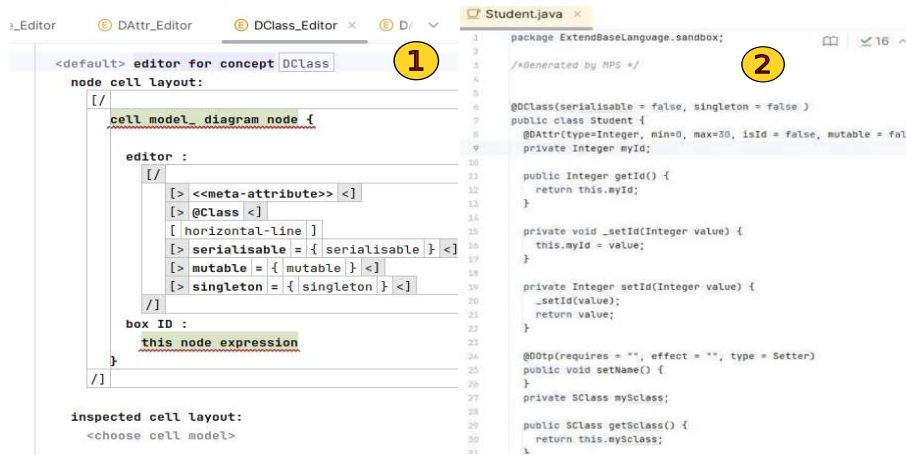 e_Editor DAttr_Editor DClass_Editor × D/
1
<default> editor for concept DClass
node cell layout:
[/
cell model_ diagram node {
editor :
[/
[> <<meta-attribute>> <]
[> @Class <]
[ horizontal-line ]
[> serialisable = { serialisable } <]
[> mutable = { mutable } <]
[> singleton = { singleton } <]
/]
box ID :
this node expression
}
/]
inspected cell layout:
<choose cell model>
Student.java ×
2
16
1 package ExtendBaseLanguage.sandbox;
2
3 /*Generated by MPS */
4
5
6 @DClass(serialisable = false, singleton = false )
7 public class Student {
8 @DAttr(type=Integer, min=0, max=30, isId = false, mutable = fal
9 private Integer myId;
10
11 public Integer getId() {
12 return this.myId;
13 }
14
15 private void _setId(Integer value) {
16 this.myId = value;
17 }
18
19 private Integer setId(Integer value) {
20 _setId(value);
21 return value;
22 }
23
24 @DOtp(requires = "", effect = "", type = Setter)
25 public void setName() {
26 }
27 private SClass mySclass;
28
29 public SClass getSclass() {
30 return this.mySclass;
31 }